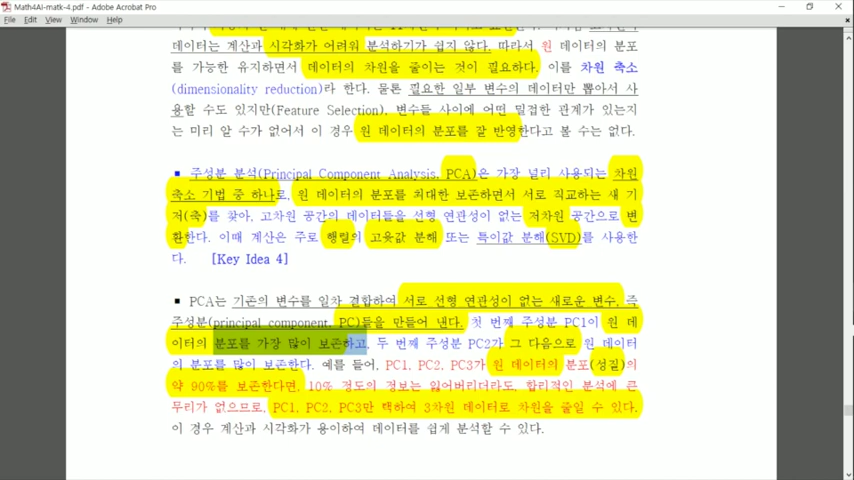 Math4AI-matk-4.pdf - Adobe Acrobat Pro
File Edit View Window Help
데이터는 계산과 시각화가 어려워 분석하기가 쉽지 않다. 따라서 원 데이터의 분포
를 가능한 유지하면서 데이터의 차원을 줄이는 것이 필요하다. 이를 차원 축소
(dimensionality reduction)라 한다. 물론 필요한 일부 변수의 데이터만 뽑아서 사
용할 수도 있지만(Feature Selection), 변수들 사이에 어떤 밀접한 관계가 있는지
는 미리 알 수가 없어서 이 경우 원 데이터의 분포를 잘 반영한다고 볼 수는 없다.
■ 주성분 분석(Principal Component Analysis, PCA)은 가장 널리 사용되는 차원
축소 기법 중 하나로, 원 데이터의 분포를 최대한 보존하면서 서로 직교하는 새 기
저(축)를 찾아, 고차원 공간의 데이터들을 선형 연관성이 없는 저차원 공간으로 변
환한다. 이때 계산은 주로 행렬의 고윳값 분해 또는 특이값 분해(SVD)를 사용한
다. [Key Idea 4]
■ PCA는 기존의 변수를 일차 결합하여 서로 선형 연관성이 없는 새로운 변수, 즉
주성분(principal component, PC)들을 만들어 낸다. 첫 번째 주성분 PC1이 원 데
이터의 분포를 가장 많이 보존하고, 두 번째 주성분 PC2가 그 다음으로 원 데이터
의 분포를 많이 보존한다. 예를 들어, PC1, PC2, PC3가 원 데이터의 분포(성질)의
약 90%를 보존한다면, 10% 정도의 정보는 잃어버리더라도, 합리적인 분석에 큰
무리가 없으므로, PC1, PC2, PC3만 택하여 3차원 데이터로 차원을 줄일 수 있다.
이 경우 계산과 시각화가 용이하여 데이터를 쉽게 분석할 수 있다.